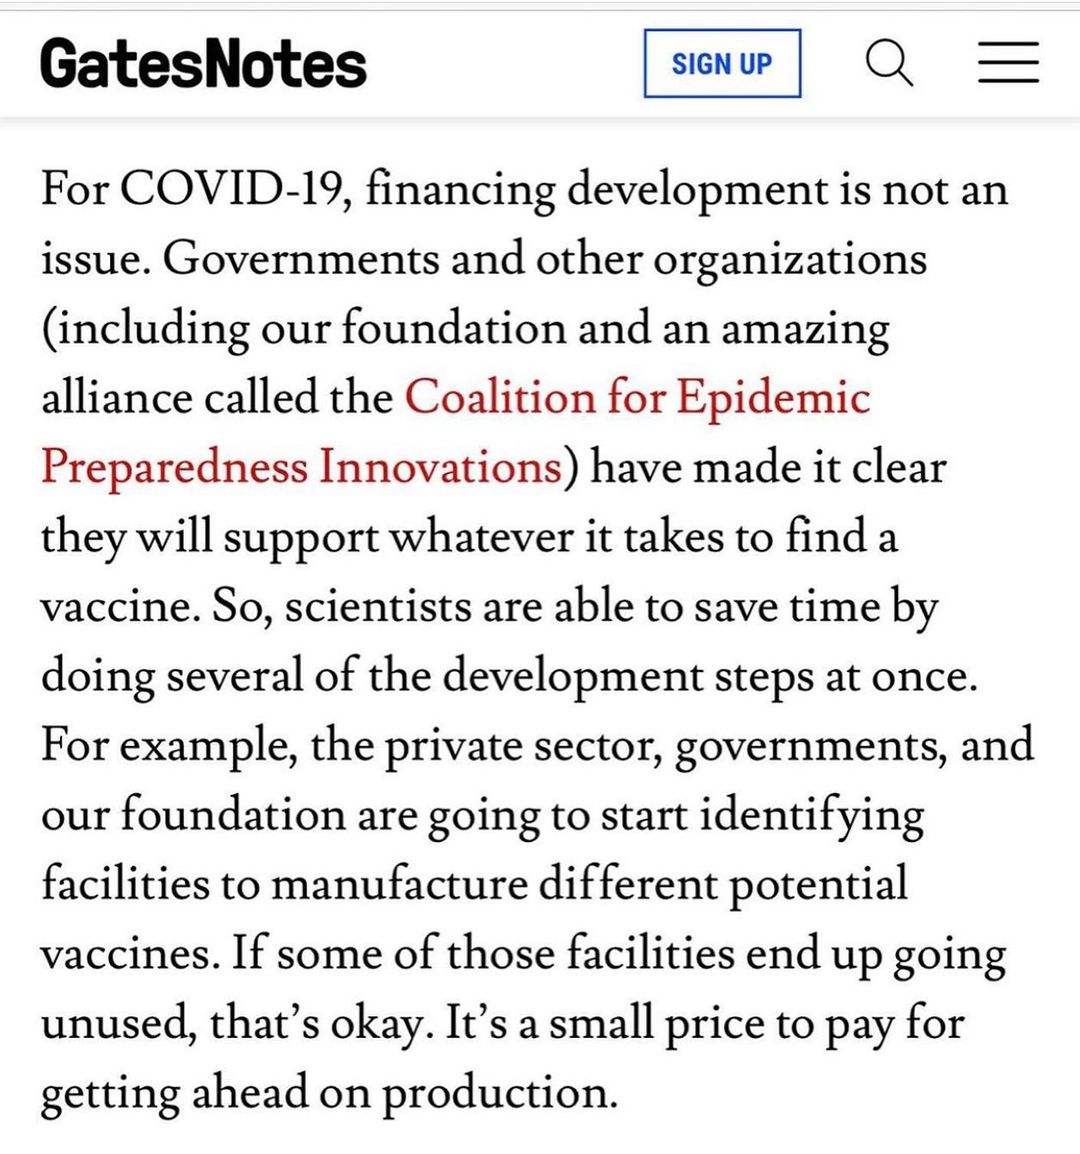 GatesNotes
SIGN UP
For COVID-19, financing development is not an
issue. Governments and other organizations
(including our foundation and an amazing
alliance called the Coalition for Epidemic
Preparedness Innovations) have made it clear
they will support whatever it takes to find a
vaccine. So, scientists are able to save time by
doing several of the development steps at once.
For example, the private sector, governments, and
our foundation are going to start identifying
facilities to manufacture different potential
vaccines. If some of those facilities end up going
unused, that’s okay. It’s a small price to pay for
getting ahead on production.